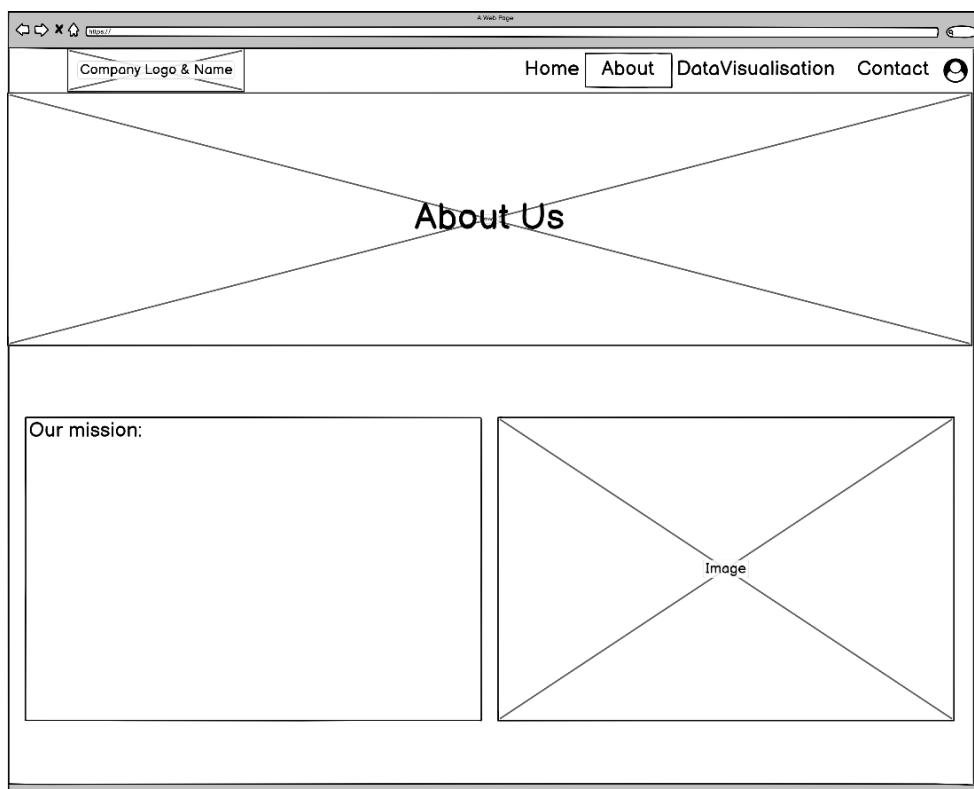 A Web Page
https://
Company Logo & Name
Home About DataVisualisation Contact
About Us
Our mission:
Image